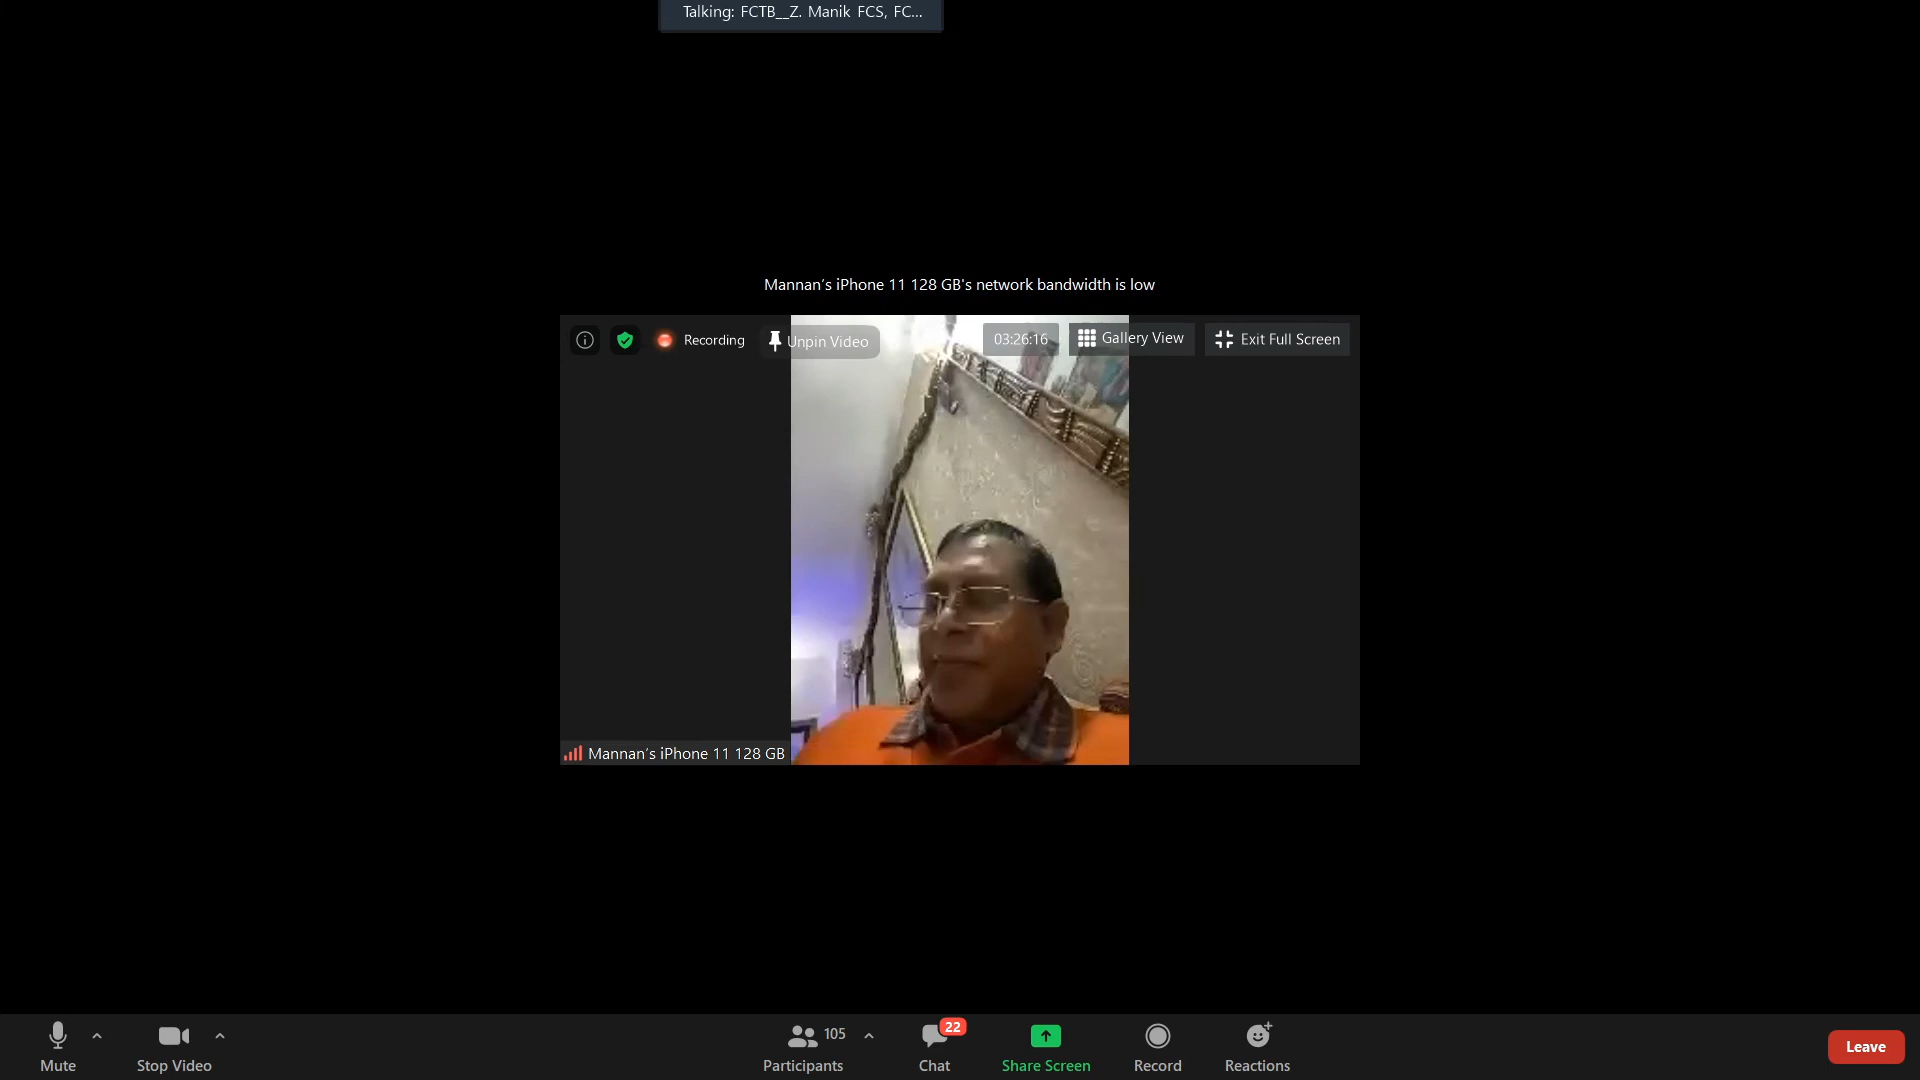 Talking: FCTB__Z. Manik FCS, FC...
Mannan's iPhone 11 128 GB's network bandwidth is low
Recording
Unpin Video
03:26:16
Gallery View
Exit Full Screen
Mannan's iPhone 11 128 GB
Mute
Stop Video
105
Participants
22
Chat
Share Screen
Record
Reactions
Leave